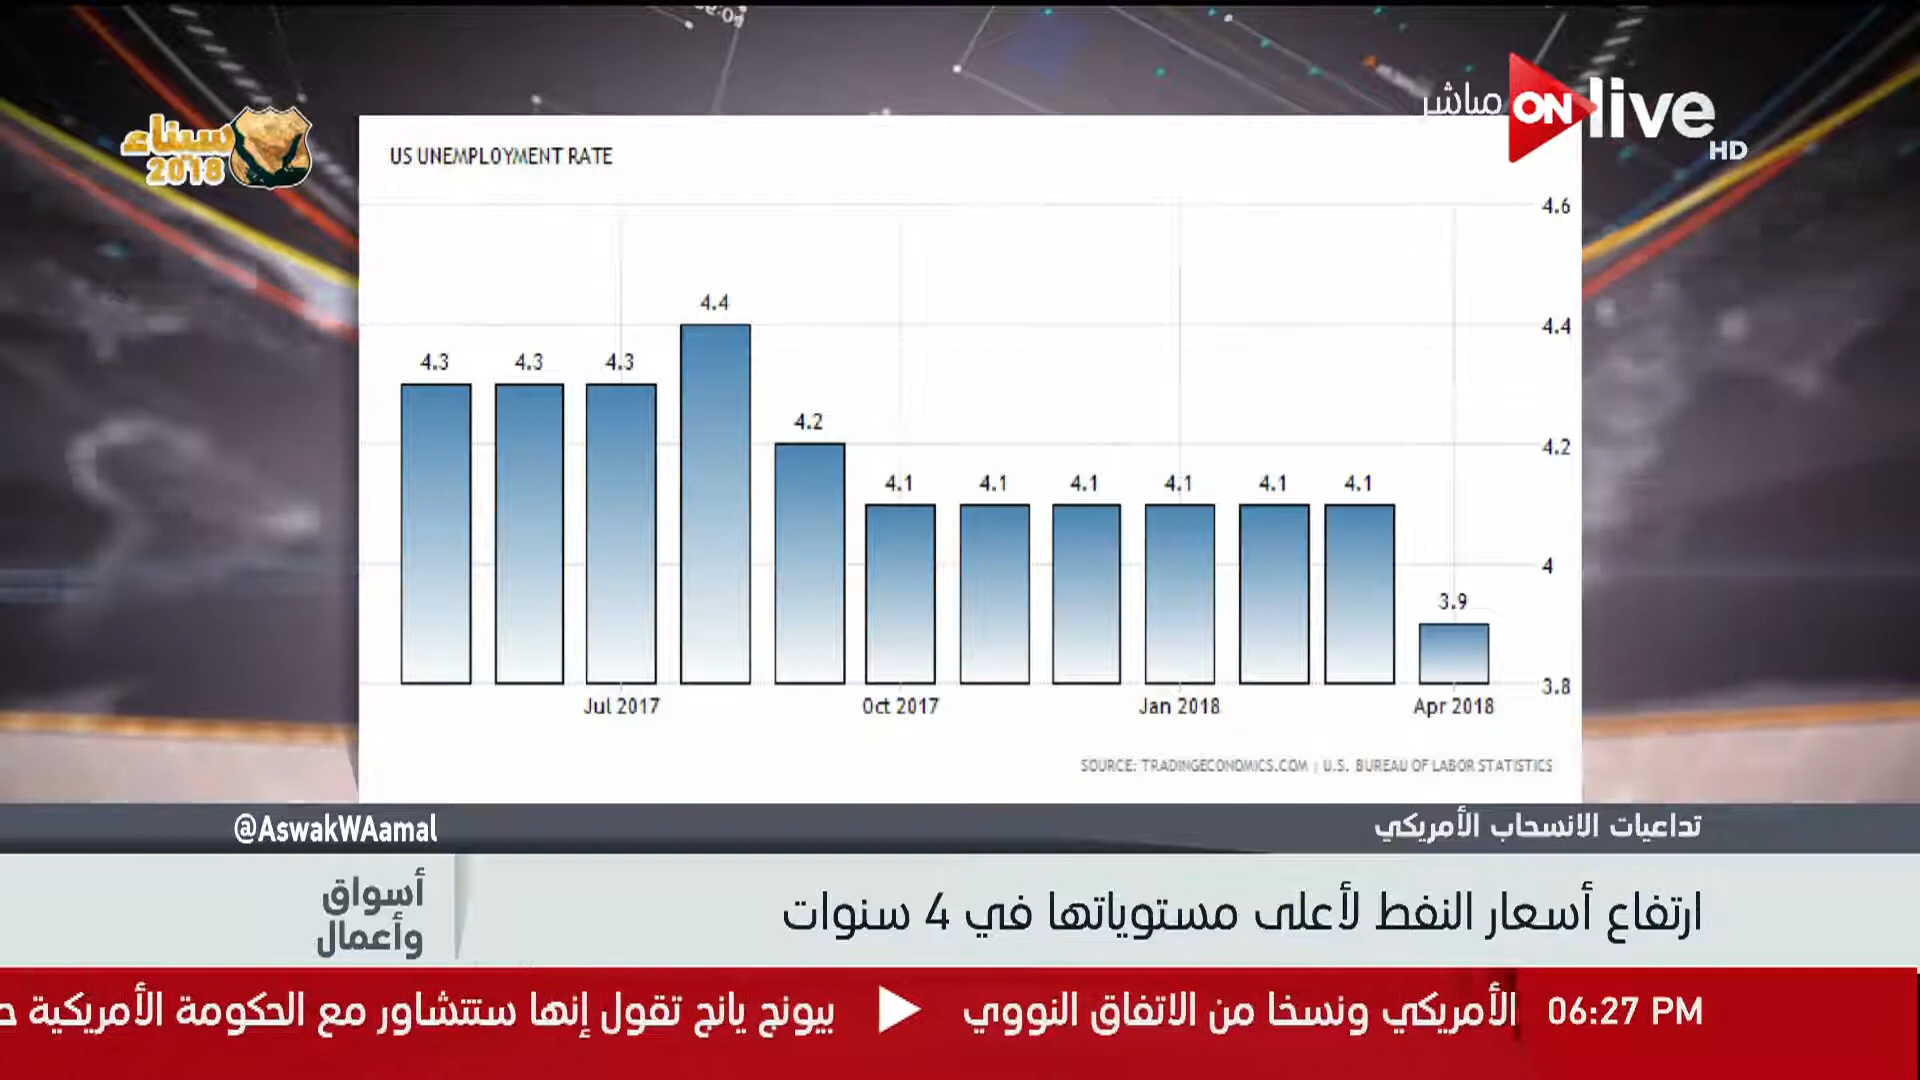 سيناء
2018
مباشر
ON live
HD
US UNEMPLOYMENT RATE
4.6
4.4
4.2
4
3.8
4.3
4.3
4.3
4.4
4.2
4.1
4.1
4.1
4.1
4.1
4.1
3.9
Jul 2017
Oct 2017
Jan 2018
Apr 2018
SOURCE: TRADINGECONOMICS.COM | U.S. BUREAU OF LABOR STATISTICS
تداعيات الانسحاب الأمريكي
@AswakWAamal
ارتفاع أسعار النفط لأعلى مستوياتها في 4 سنوات
أسواق
وأعمال
06:27 PM
الأمريكي ونسخا من الاتفاق النووي
بيونج يانج تقول إنها ستتشاور مع الحكومة الأمريكية